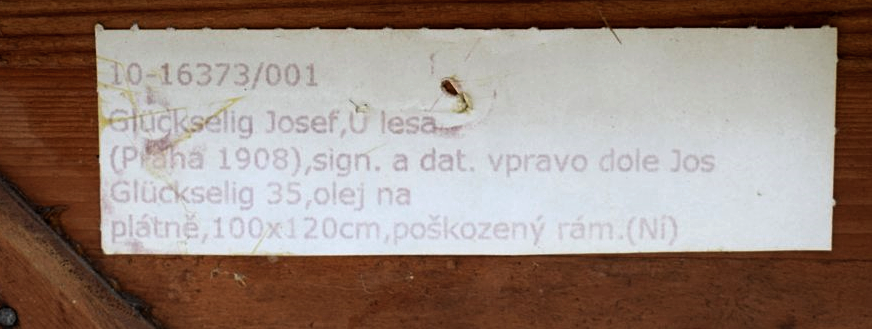 10-16373/001
Glückselig Josef,U lesa
(Praha 1908),sign. a dat. vpravo dole Jos
Glückselig 35,olej na
plátně,100x120cm,poškozený rám.(Ní)